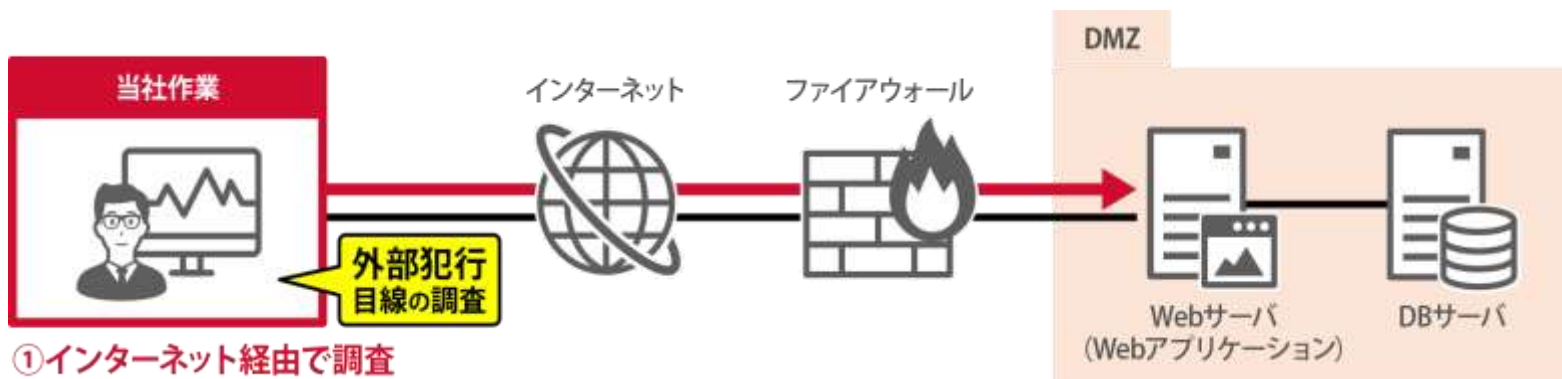 DMZ
当社作業
インターネット
ファイアウォール
外部犯行
目線の調査
Webサーバ
(Webアプリケーション)
DBサーバ
①インターネット経由で調査